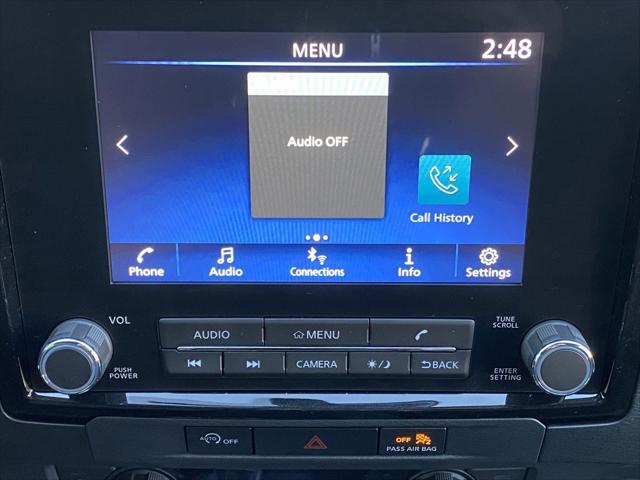 MENU 2:48
Audio OFF
Call History
Phone Audio Connections Info Settings
VOL
TUNE
SCROLL
AUDIO MENU
CAMERA BACK
PUSH
POWER
ENTER
SETTING
AUTO OFF
OFF
PASS AIR BAG